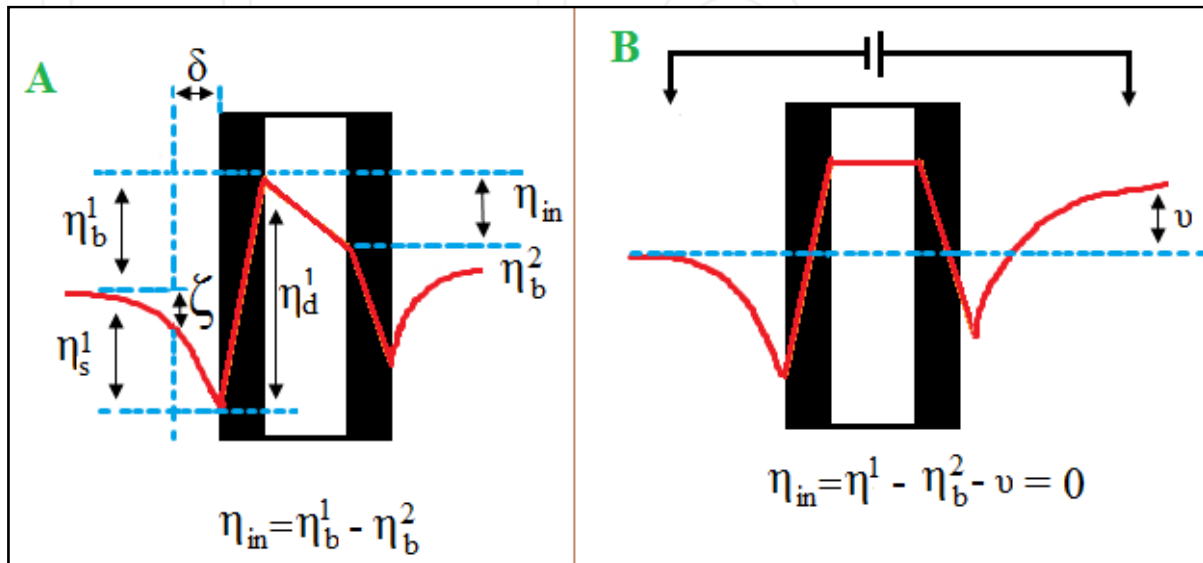 A
δ
η_b^1
ζ
η_s^1
η_d^1
η_in
η_b^2
η_in=η_b^1 - η_b^2
B
υ
η_in=η^1 - η_b^2 - υ = 0